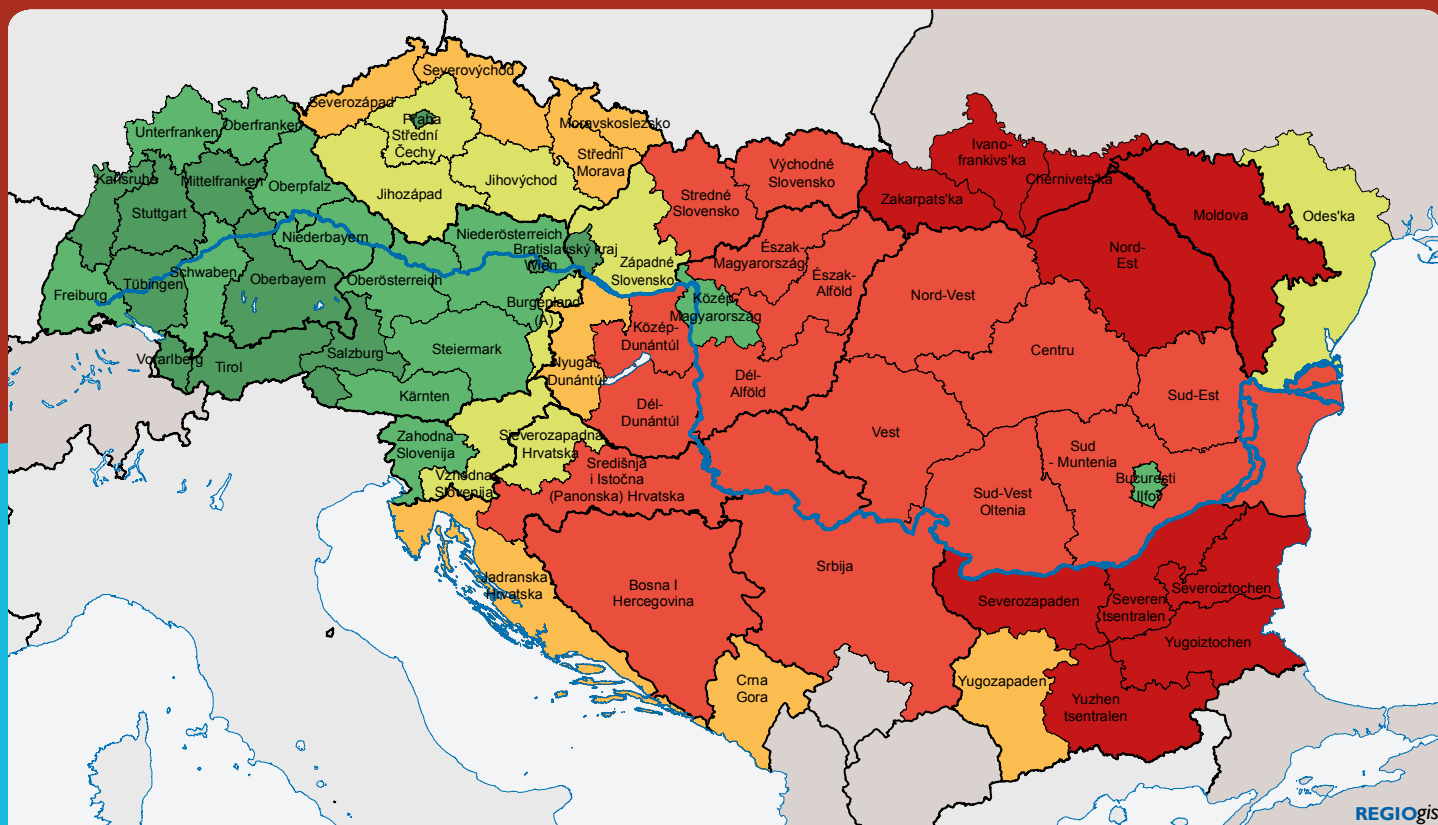 Severovýchod
Severozápad
Praha
Střední
Čechy
Moravskoslezsko
Střední
Morava
Jihozápad
Jihovýchod
Unterfranken
Oberfranken
Karlsruhe
Mittelfranken
Oberpfalz
Stuttgart
Niederbayern
Tübingen
Schwaben
Oberbayern
Freiburg
Niederösterreich
Bratislavský kraj
Wien
Oberösterreich
Burgenland
(A)
Vorarlberg
Tirol
Salzburg
Steiermark
Kärnten
Západné
Slovensko
Stredné
Slovensko
Východné
Slovensko
Észak-
Magyarország
Észak-
Alföld
Közép-
Magyarország
Közép-
Dunántúl
Nyugat-
Dunántúl
Dél-
Dunántúl
Dél-
Alföld
Zahodna
Slovenija
Vzhodna
Slovenija
Sjeverozapadna
Hrvatska
Središnja
i Istočna
(Panonska) Hrvatska
Jadranska
Hrvatska
Bosna I
Hercegovina
Crna
Gora
Srbija
Ivano-
frankivs'ka
Chernivets'ka
Zakarpats'ka
Moldova
Odes'ka
Nord-
Est
Nord-Vest
Centru
Sud-Est
Vest
Sud
- Muntenia
Bucuresti
Ilfov
Sud-Vest
Oltenia
Severozapaden
Severen
tsentralen
Severoiztochen
Yugoiztochen
Yugozapaden
Yuzhen
tsentralen
REGIOgis